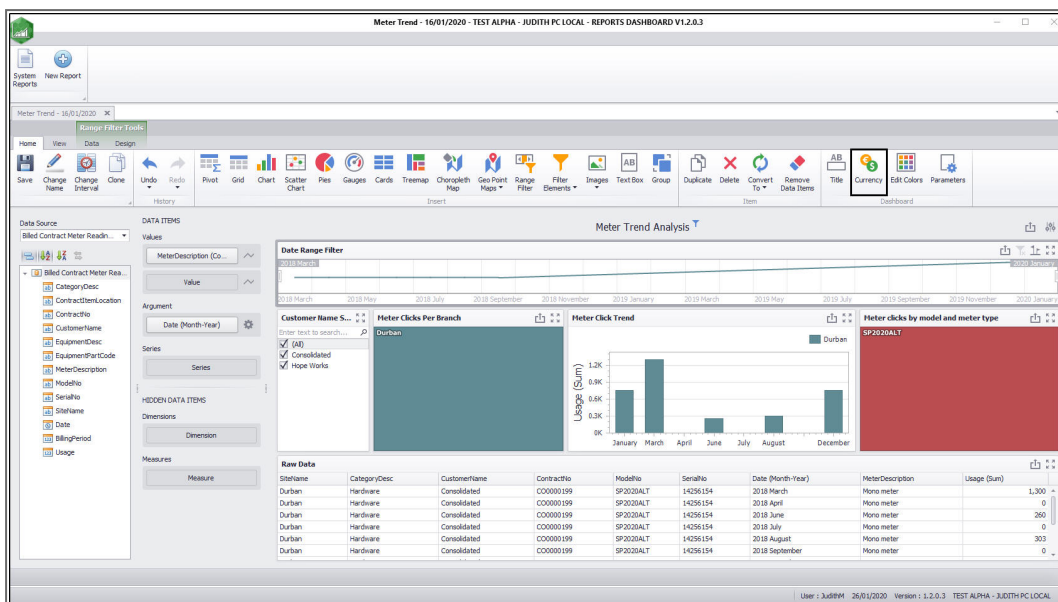 Meter Trend - 16/01/2020 - TEST ALPHA - JUDITH PC LOCAL - REPORTS DASHBOARD V1.2.0.3
System Reports
New Report
Meter Trend - 16/01/2020
Range Filter Tools
Home View Data Design
Save Change Name Change Interval Clone Undo Redo Pivot Grid Chart Scatter Chart Pies Gauges Cards Treemap Choropleth Map Geo Point Maps Range Filter Filter Elements Images AB Text Box Group Duplicate Delete Convert To Remove Data Items AB Title Currency Edit Colors Parameters
History Insert Item Dashboard
Data Source
Billed Contract Meter Readin...
Billed Contract Meter Rea...
CategoryDesc
ContractItemLocation
ContractNo
CustomerName
EquipmentDesc
EquipmentPartCode
MeterDescription
ModelNo
SerialNo
SiteName
Date
BillingPeriod
Usage
DATA ITEMS
Values
MeterDescription (Co...
Value
Argument
Date (Month-Year)
Series
Series
HIDDEN DATA ITEMS
Dimensions
Dimension
Measures
Measure
Meter Trend Analysis
Date Range Filter
2018 March 2020 January
2018 March 2018 May 2018 July 2018 September 2018 November 2019 January 2019 March 2019 May 2019 July 2019 September 2019 November 2020 January
Customer Name S...
Enter text to search...
(All)
Consolidated
Hope Works
Meter Clicks Per Branch
Durban
Meter Click Trend
Durban
Usage (Sum)
1.2K
0.9K
0.6K
0.3K
0K
January March April June July August December
Meter clicks by model and meter type
SP2020ALT
Raw Data
SiteName CategoryDesc CustomerName ContractNo ModelNo SerialNo Date (Month-Year) MeterDescription Usage (Sum)
Durban Hardware Consolidated CO0000199 SP2020ALT 14256154 2018 March Mono meter 1,300
Durban Hardware Consolidated CO0000199 SP2020ALT 14256154 2018 April Mono meter 0
Durban Hardware Consolidated CO0000199 SP2020ALT 14256154 2018 June Mono meter 260
Durban Hardware Consolidated CO0000199 SP2020ALT 14256154 2018 July Mono meter 0
Durban Hardware Consolidated CO0000199 SP2020ALT 14256154 2018 August Mono meter 303
Durban Hardware Consolidated CO0000199 SP2020ALT 14256154 2018 September Mono meter 0
User : JudithM 26/01/2020 Version : 1.2.0.3 TEST ALPHA - JUDITH PC LOCAL